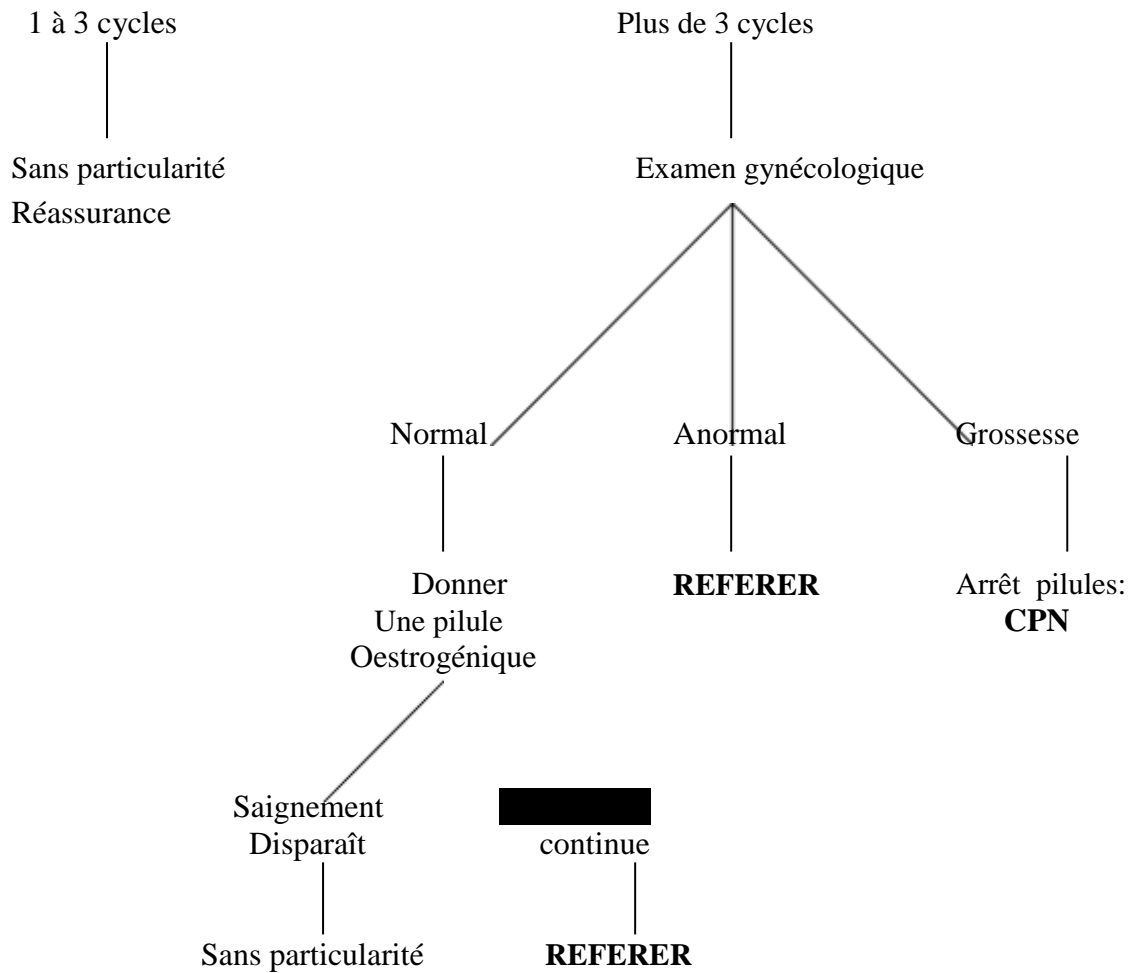 1 à 3 cycles
Plus de 3 cycles
Sans particularité
Réassurance
Examen gynécologique
Normal
Anormal
Grossesse
Donner
Une pilule
Oestrogénique
REFERER
Arrêt pilules:
CPN
Saignement
Disparaît
continue
Sans particularité
REFERER